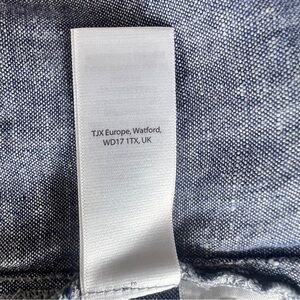 TJX Europe, Watford,
WD17 1TX, UK